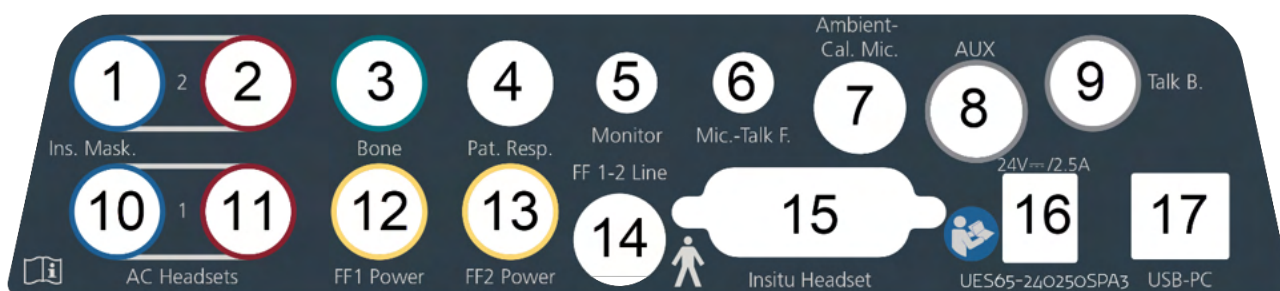 Ambient-
Cal. Mic.
AUX
1 2 2
3
4
5
6
7
8
9
Talk B.
Ins. Mask.
Bone
Pat. Resp.
Monitor
Mic.-Talk F.
FF 1-2 Line
24V⎓/2.5A
10 1 11
12
13
14
15
16
17
AC Headsets
FF1 Power
FF2 Power
Insitu Headset
UES65-240250SPA3
USB-PC